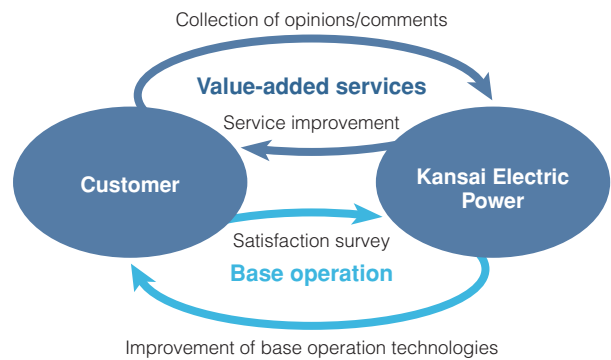 Collection of opinions/comments
Value-added services
Service improvement
Customer
Kansai Electric
Power
Satisfaction survey
Base operation
Improvement of base operation technologies